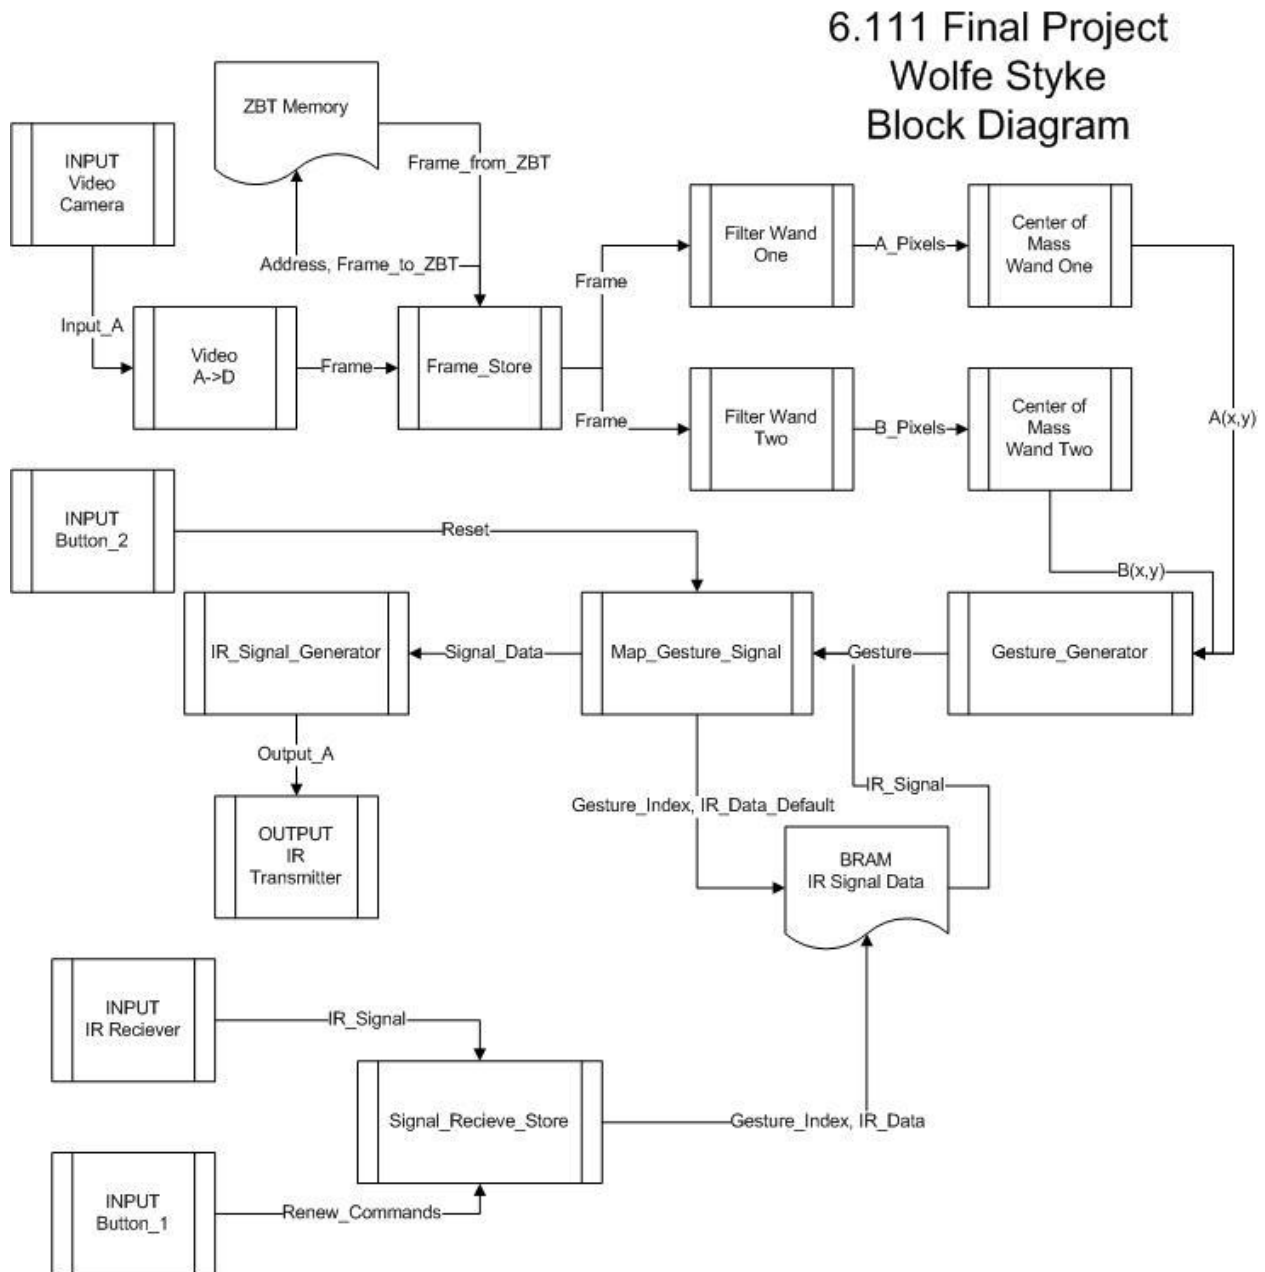 6.111 Final Project
Wolfe Styke
Block Diagram
ZBT Memory
INPUT
Video
Camera
Frame_from_ZBT
Filter Wand
One
A_Pixels
Center of
Mass
Wand One
Address, Frame_to_ZBT
Frame
Input_A
Video
A->D
Frame
Frame_Store
Frame
Filter Wand
Two
B_Pixels
Center of
Mass
Wand Two
A(x,y)
INPUT
Button_2
Reset
B(x,y)
IR_Signal_Generator
Signal_Data
Map_Gesture_Signal
Gesture
Gesture_Generator
Output_A
IR_Signal
Gesture_Index, IR_Data_Default
OUTPUT
IR
Transmitter
BRAM
IR Signal Data
INPUT
IR Reciever
IR_Signal
Signal_Recieve_Store
Gesture_Index, IR_Data
INPUT
Button_1
Renew_Commands